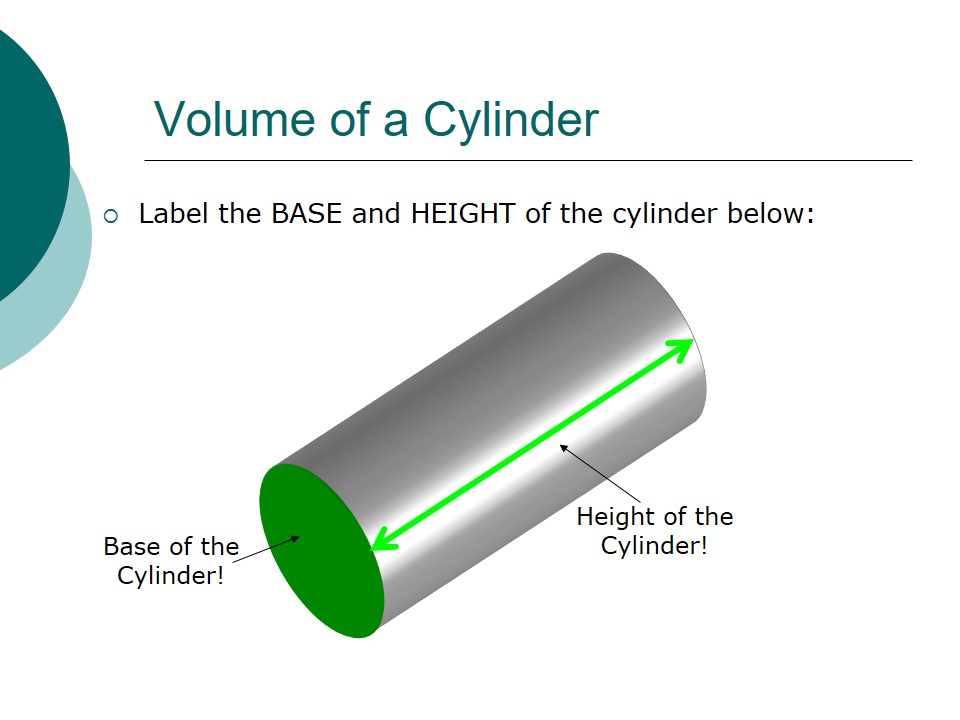 Volume of a Cylinder
Label the BASE and HEIGHT of the cylinder below:
Height of the
Cylinder!
Base of the
Cylinder!